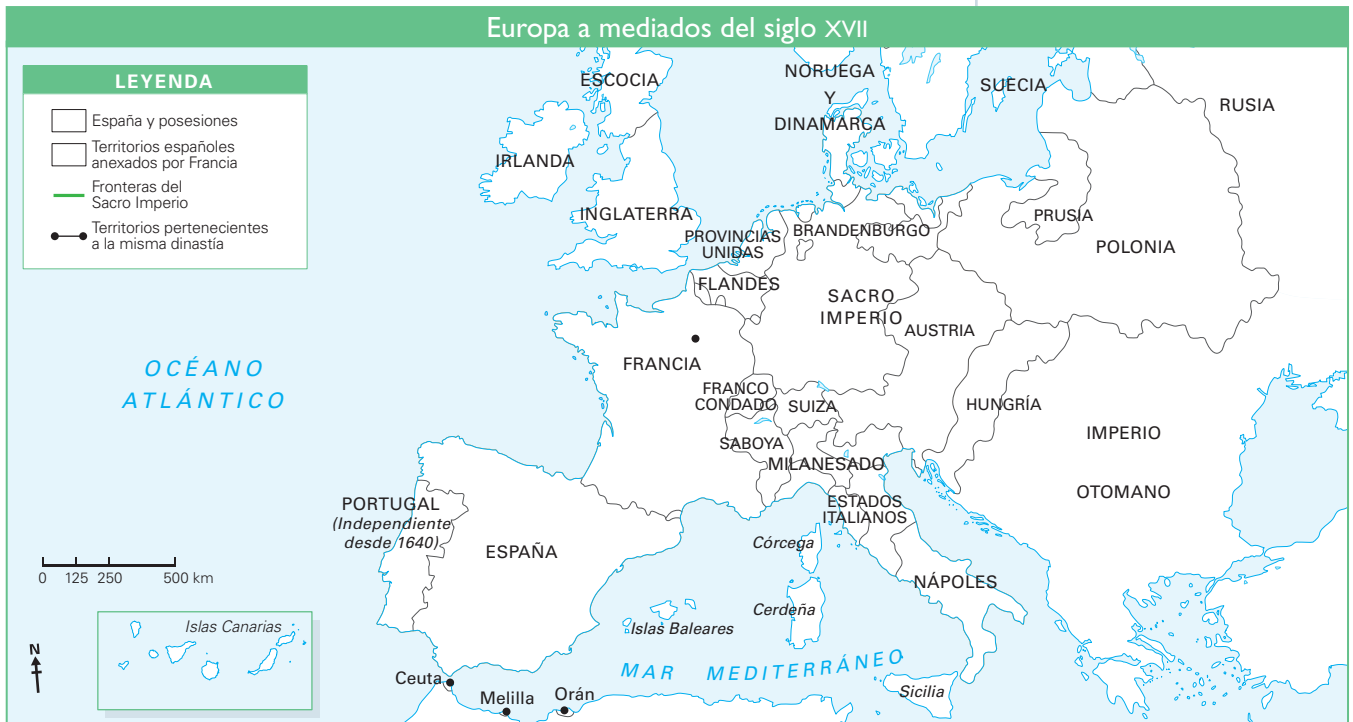 Europa a mediados del siglo XVII
LEYENDA
España y posesiones
Territorios españoles
anexados por Francia
Fronteras del
Sacro Imperio
Territorios pertenecientes
a la misma dinastía
ESCOCIA
IRLANDA
INGLATERRA
NORUEGA
Y
DINAMARCA
SUECIA
RUSIA
PRUSIA
POLONIA
BRANDENBURGO
PROVINCIAS
UNIDAS
FLANDES
SACRO
IMPERIO
AUSTRIA
FRANCIA
FRANCO
CONDADO
SUIZA
HUNGRÍA
SABOYA
MILANESADO
IMPERIO
OTOMANO
ESTADOS
ITALIANOS
OCÉANO
ATLÁNTICO
PORTUGAL
(Independiente
desde 1640)
ESPAÑA
Córcega
NÁPOLES
Cerdeña
Islas Baleares
MAR MEDITERRÁNEO
Sicilia
0 125 250 500 km
N
Islas Canarias
Ceuta
Melilla
Orán